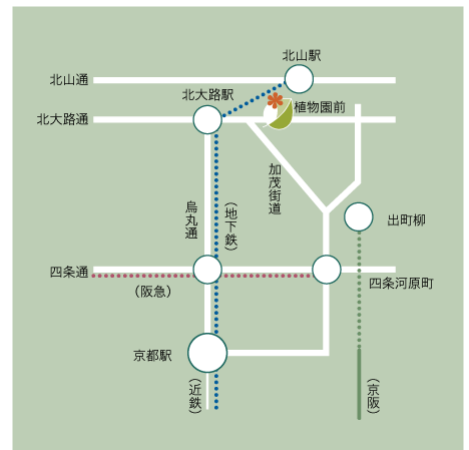 北山駅
北山通
北大路駅
植物園前
北大路通
加茂街道
烏丸通
（地下鉄）
出町柳
四条通
四条河原町
（阪急）
京都駅
（近鉄）
（京阪）